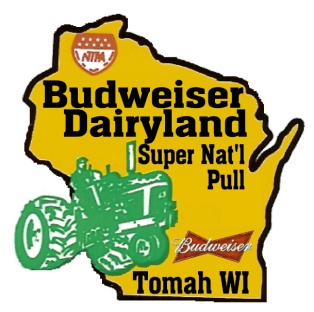 NTPA
Budweiser
Dairyland
Super Nat'l
Pull
Budweiser
Tomah WI